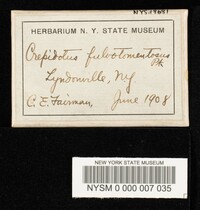 HERBARIUM N. Y. STATE MUSEUM
Crepidotus fulvotomentosus
Pk
Lyndonville, N.Y.
C. E. Fairman, June 1908
NEW YORK STATE MUSEUM
NYSM 0 000 007 035